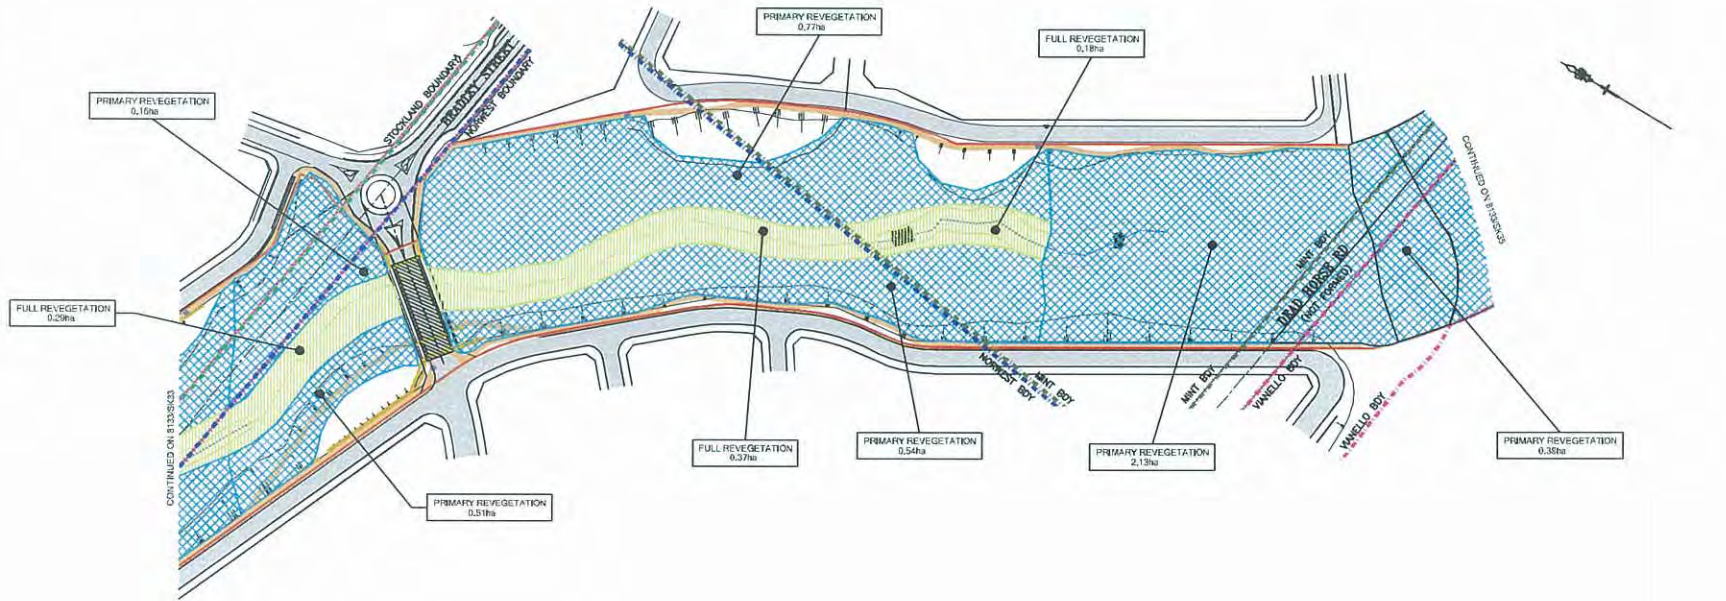 PRIMARY REVEGETATION
0.77ha
FULL REVEGETATION
0.18ha
PRIMARY REVEGETATION
STOCKLAND BOUNDARY
BRADLEY STREET
NORWEST BOUNDARY
CONTINUED ON 8133/SK35
FULL REVEGETATION
0.29ha
MINT BDY
DEAD HORSE RD
(NOT FORMED)
MINT BDY
VIANELLO BDY
VIANELLO BDY
NORWEST BDY
MINT BDY
CONTINUED ON 8133/SK33
FULL REVEGETATION
0.37ha
PRIMARY REVEGETATION
0.54ha
PRIMARY REVEGETATION
2.13ha
PRIMARY REVEGETATION
0.38ha
PRIMARY REVEGETATION
0.51ha